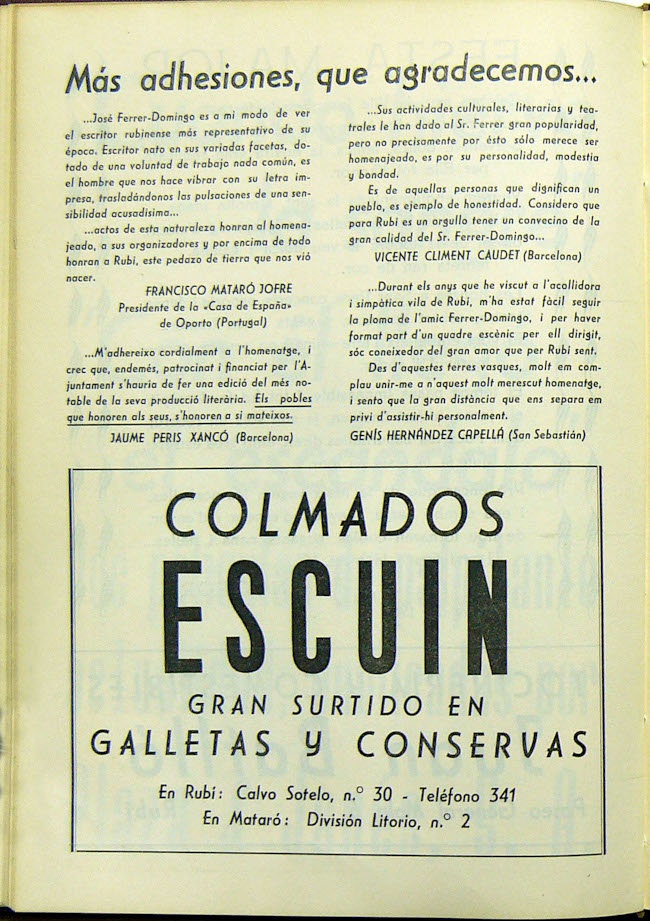 Más adhesiones, que agradecemos...
...José Ferrer-Domingo es a mi modo de ver
el escritor rubinense más representativo de su
época. Escritor nato en sus variadas facetas, do-
tado de una voluntad de trabajo nada común, es
el hombre que nos hace vibrar con su letra im-
presa, trasladándonos las pulsaciones de una sen-
sibilidad acusadísima...
...actos de esta naturaleza honran al homena-
jeado, a sus organizadores y por encima de todo
honran a Rubí, este pedazo de tierra que nos vió
nacer.
FRANCISCO MATARÓ JOFRE
Presidente de la «Casa de España»
de Oporto (Portugal)
...M'adhereixo cordialment a l'homenatge, i
crec que, endemés, patrocinat i financiat per l'A-
juntament s'hauria de fer una edició del més no-
table de la seva producció literària. Els pobles
que honoren als seus, s'honoren a si mateixos.
JAUME PERIS XANCÓ (Barcelona)
...Sus actividades culturales, literarias y tea-
trales le han dado al Sr. Ferrer gran popularidad,
pero no precisamente por ésto sólo merece ser
homenajeado, es por su personalidad, modestia
y bondad.
Es de aquellas personas que dignifican un
pueblo, es ejemplo de honestidad. Considero que
para Rubí es un orgullo tener un convecino de la
gran calidad del Sr. Ferrer-Domingo...
VICENTE CLIMENT CAUDET (Barcelona)
...Durant els anys que he viscut a l'acollidora
i simpàtica vila de Rubí, m'ha estat fàcil seguir
la ploma de l'amic Ferrer-Domingo, i per haver
format part d'un quadre escènic per ell dirigit,
sóc coneixedor del gran amor que per Rubí sent.
Des d'aquestes terres vasques, molt em com-
plau unir-me a n'aquest molt merescut homenatge,
i sento que la gran distància que ens separa em
privi d'assistir-hi personalment.
GENÍS HERNÁNDEZ CAPELLÁ (San Sebastián)
COLMADOS
ESCUIN
GRAN SURTIDO EN
GALLETAS y CONSERVAS
En Rubí: Calvo Sotelo, n.º 30 - Teléfono 341
En Mataró: División Litorio, n.º 2